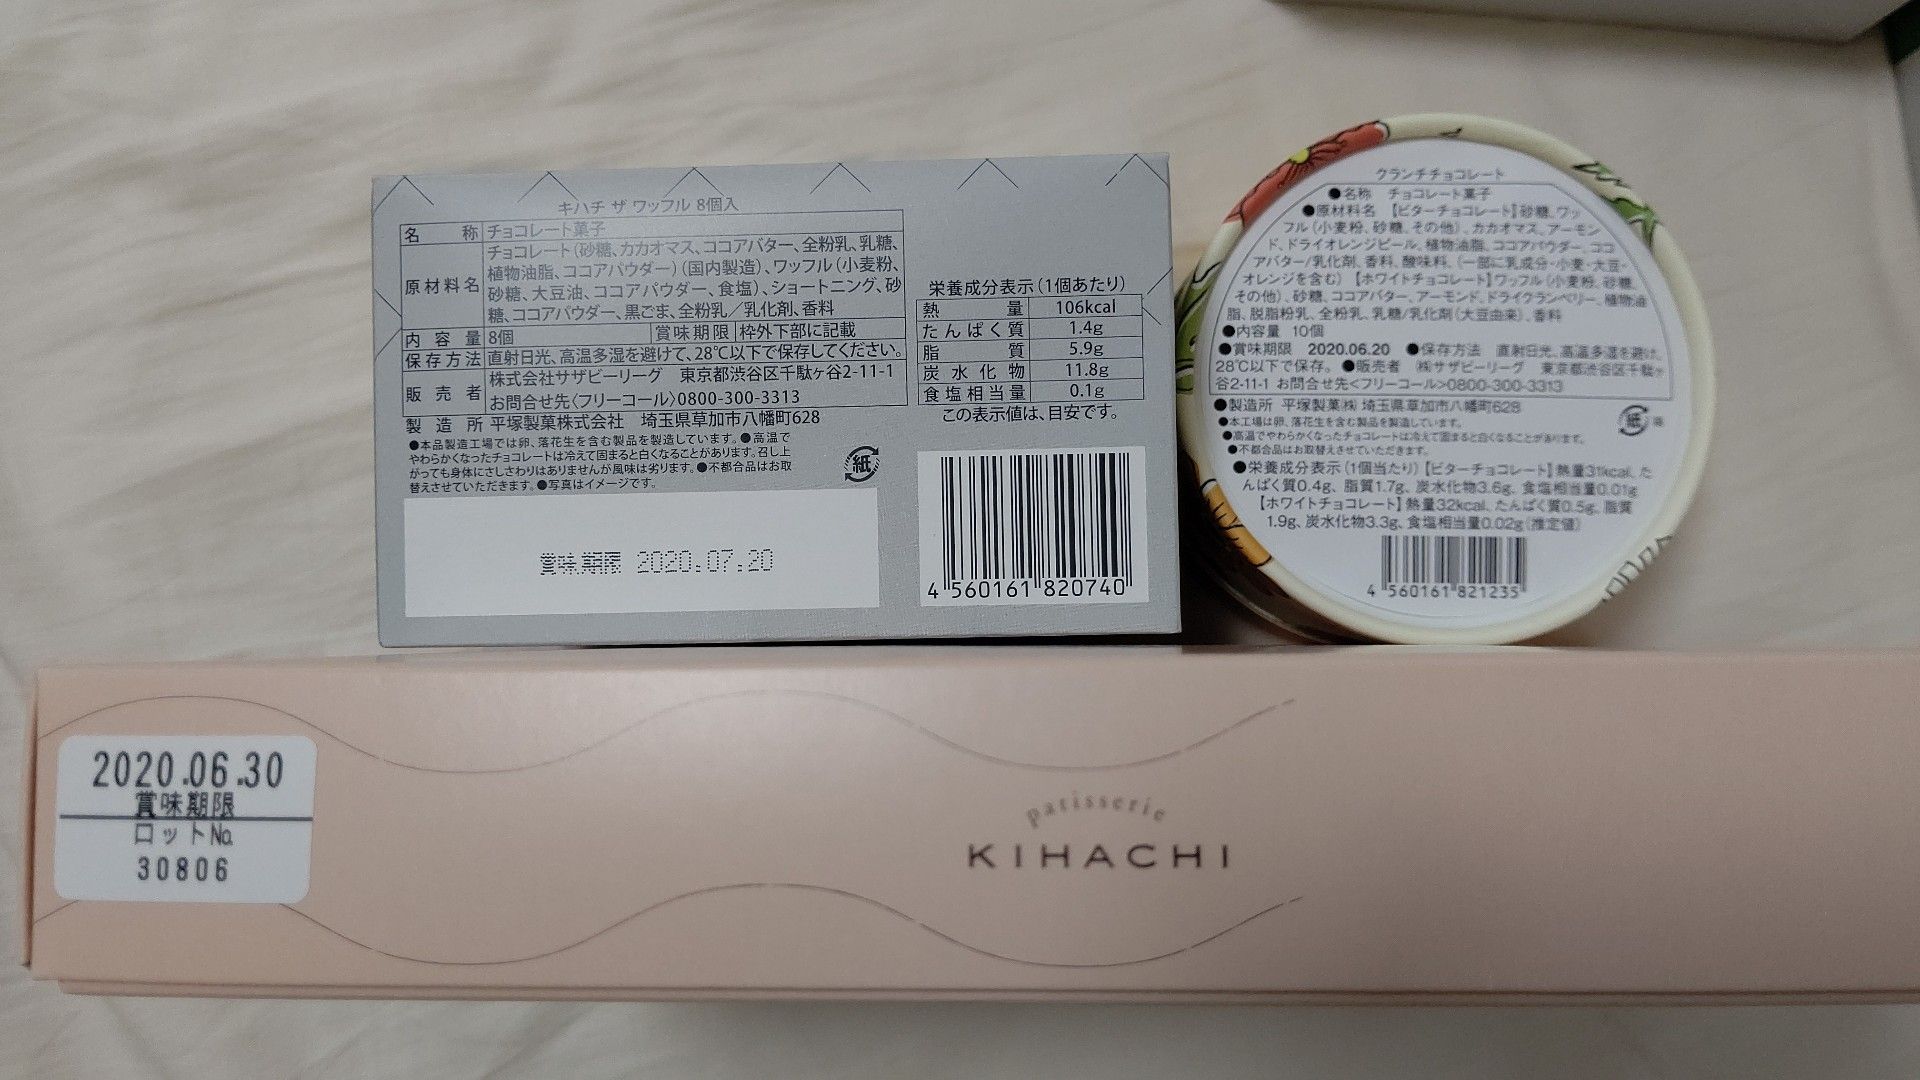 キハチ ザ ワッフル 8個入
名 称 チョコレート菓子
原材料名 チョコレート(砂糖、カカオマス、ココアバター、全粉乳、乳糖、
植物油脂、ココアパウダー)(国内製造)、ワッフル(小麦粉、
砂糖、大豆油、ココアパウダー、食塩)、ショートニング、砂
糖、ココアパウダー、黒ごま、全粉乳/乳化剤、香料
内容量 8個 賞味期限 枠外下部に記載
保存方法 直射日光、高温多湿を避けて、28℃以下で保存してください。
販売者 株式会社サザビーリーグ 東京都渋谷区千駄ヶ谷2-11-1
お問合せ先〈フリーコール〉0800-300-3313
製造所 平塚製菓株式会社 埼玉県草加市八幡町628
●本品製造工場では卵、落花生を含む製品を製造しています。●高温で
やわらかくなったチョコレートは冷えて固まると白くなることがあります。召し上
がっても身体にさしさわりはありませんが風味は劣ります。●不都合品はお取
替えさせていただきます。●写真はイメージです。
紙
賞味期限 2020.07.20
栄養成分表示(1個あたり)
熱量 106kcal
たんぱく質 1.4g
脂質 5.9g
炭水化物 11.8g
食塩相当量 0.1g
この表示値は、目安です。
4 560161 820740
クランチチョコレート
●名称 チョコレート菓子
●原材料名 【ビターチョコレート】砂糖、ワッ
フル(小麦粉、砂糖、その他)、カカオマス、アーモン
ド、ドライオレンジピール、植物油脂、ココアパウダー、ココ
アバター/乳化剤、香料、酸味料、(一部に乳成分・小麦・大豆・
オレンジを含む)【ホワイトチョコレート】ワッフル(小麦粉、砂糖、
その他)、砂糖、ココアバター、アーモンド、ドライクランベリー、植物油
脂、脱脂粉乳、全粉乳、乳糖/乳化剤(大豆由来)、香料
●内容量 10個
●賞味期限 2020.06.20 ●保存方法 直射日光、高温多湿を避け、
28℃以下で保存。●販売者 ㈱サザビーリーグ 東京都渋谷区千駄ヶ
谷2-11-1 お問合せ先<フリーコール>0800-300-3313
●製造所 平塚製菓㈱ 埼玉県草加市八幡町628
●本工場は卵、落花生を含む製品を製造しています。
●高温でやわらかくなったチョコレートは冷えて固まると白くなることがあります。
●不都合品はお取替えさせていただきます。
紙
●栄養成分表示(1個当たり)【ビターチョコレート】熱量31kcal、た
んぱく質0.4g、脂質1.7g、炭水化物3.6g、食塩相当量0.01g
【ホワイトチョコレート】熱量32kcal、たんぱく質0.5g、脂質
1.9g、炭水化物3.3g、食塩相当量0.02g(推定値)
4 560161 821235
2020.06.30
賞味期限
ロットNo.
30806
patisserie
KIHACHI